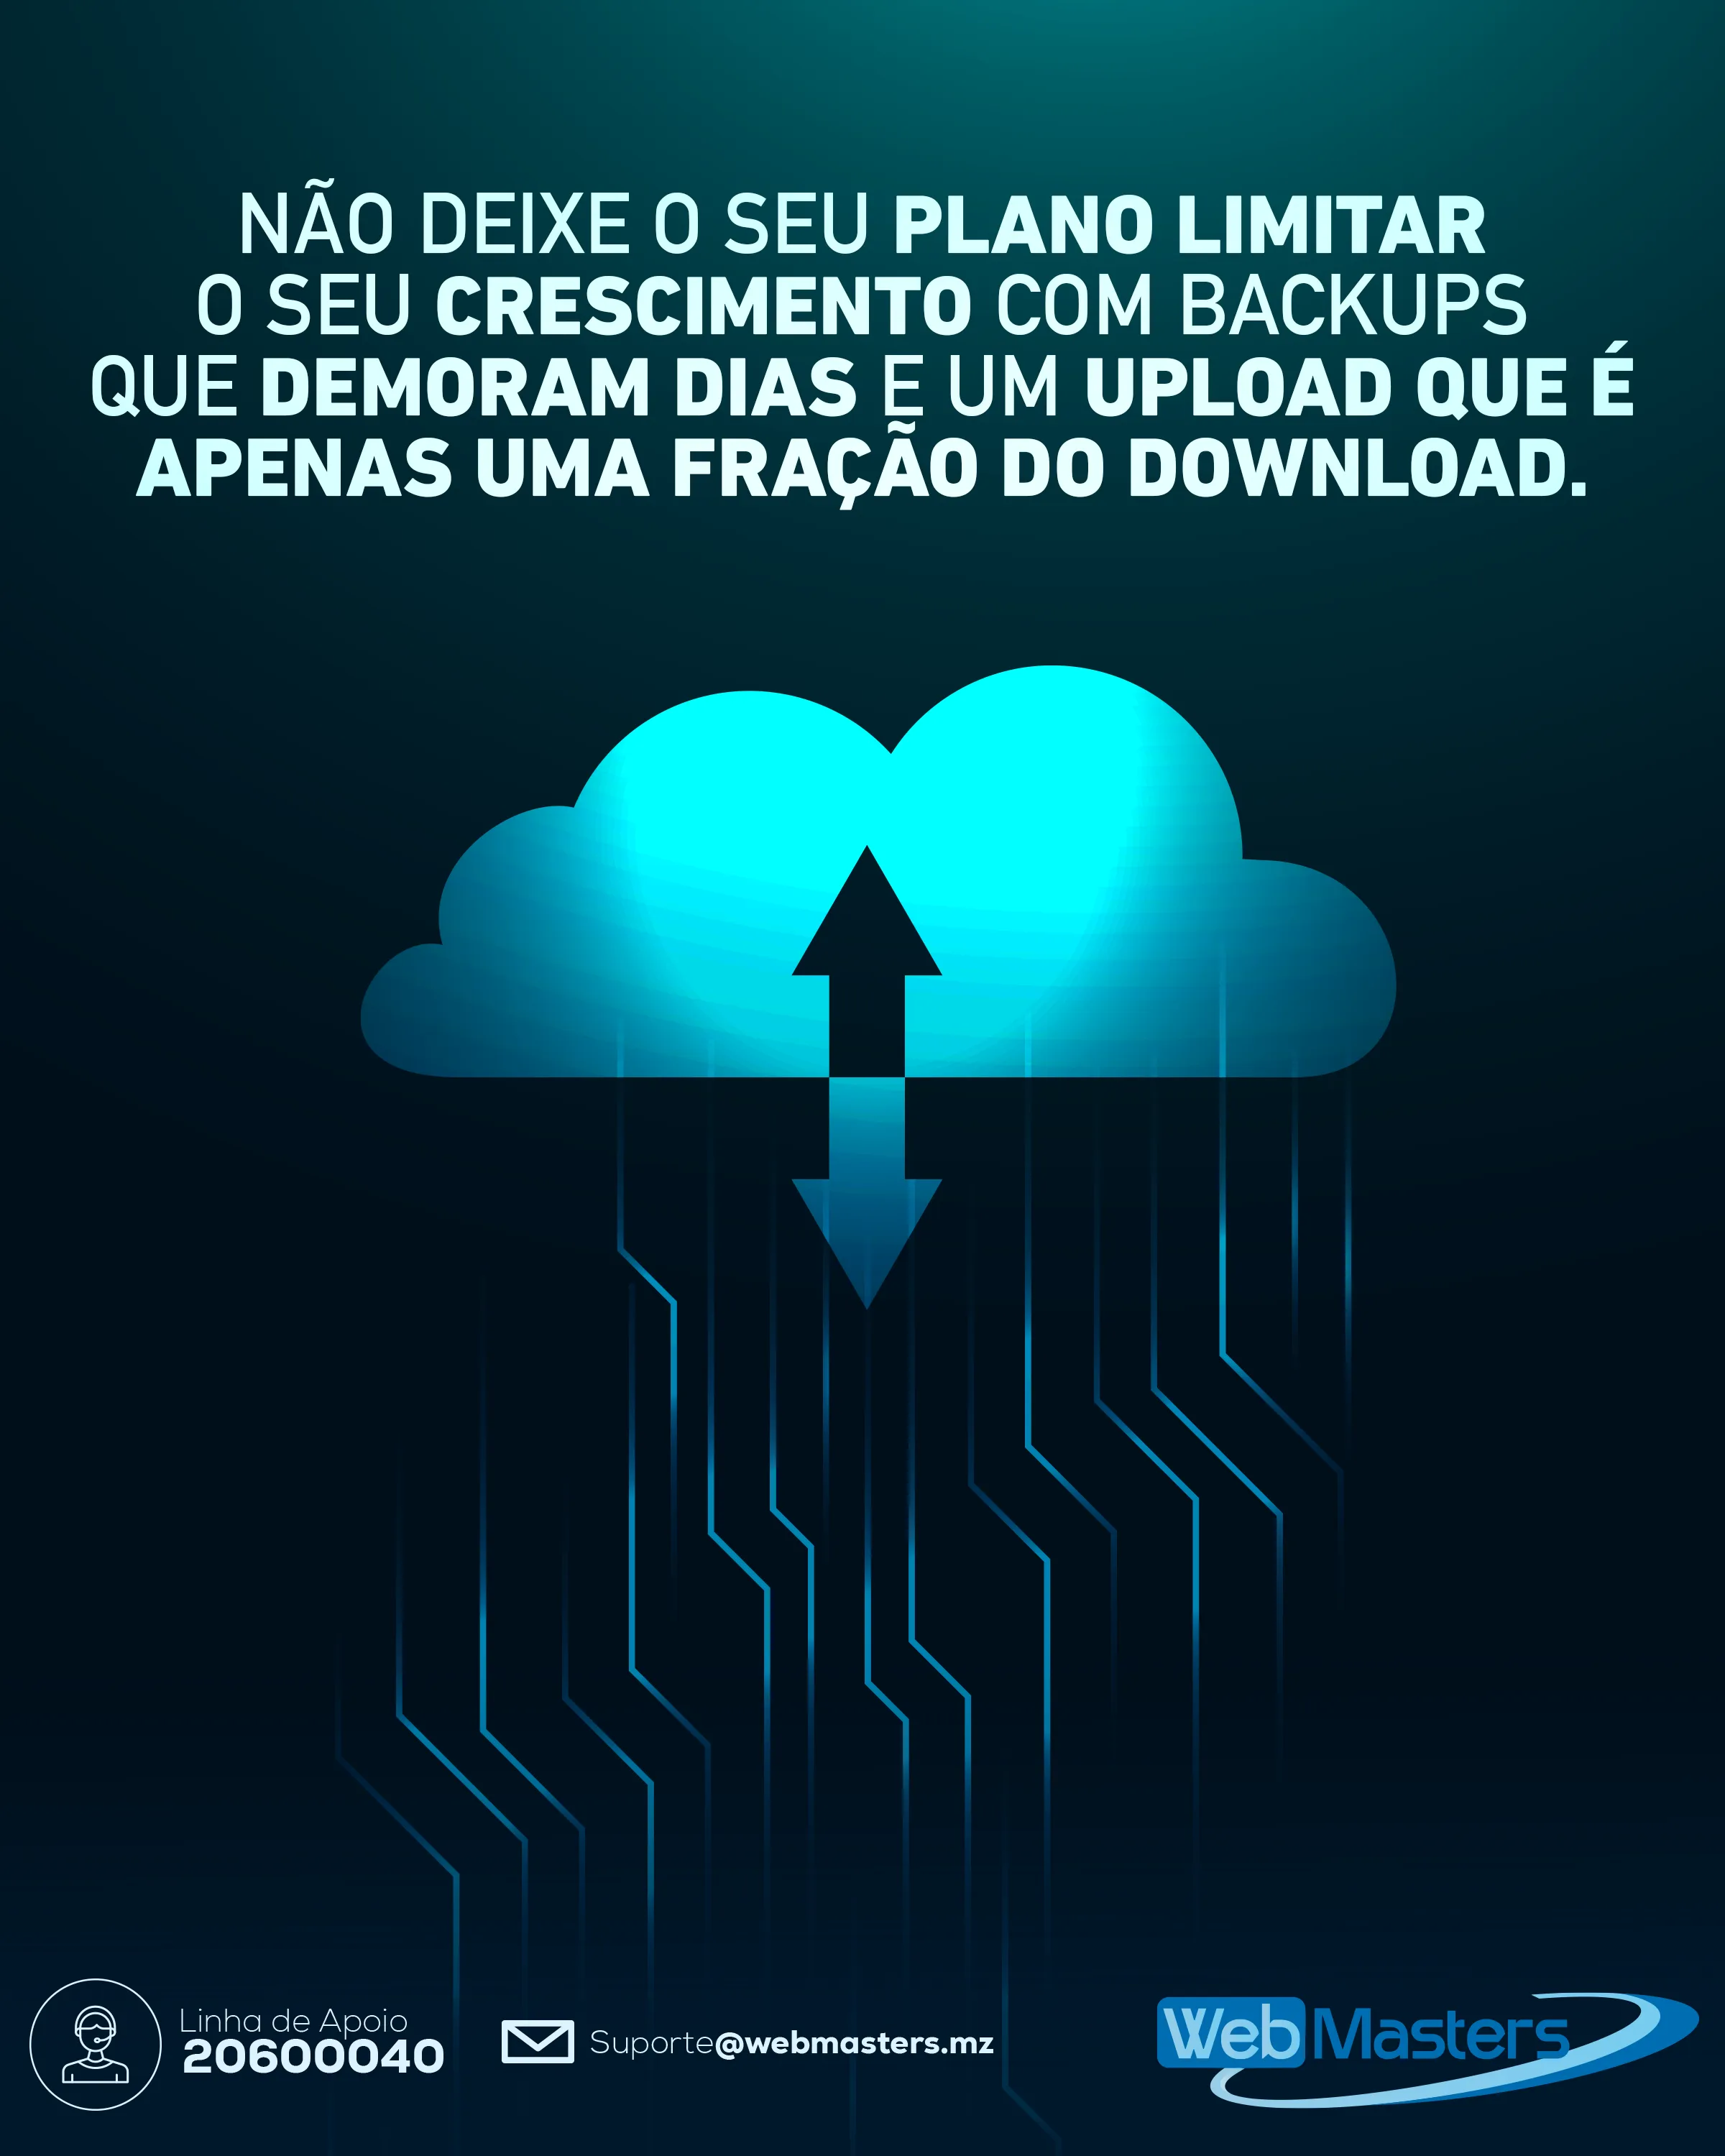 NÃO DEIXE O SEU PLANO LIMITAR
O SEU CRESCIMENTO COM BACKUPS
QUE DEMORAM DIAS E UM UPLOAD QUE É
APENAS UMA FRAÇÃO DO DOWNLOAD.
Linha de Apoio
20600040
Suporte@webmasters.mz
WebMasters